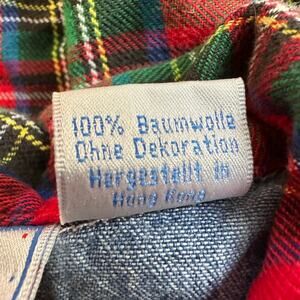 100% Baumwolle
Ohne Dekoration
Hergestellt in
Hong Kong